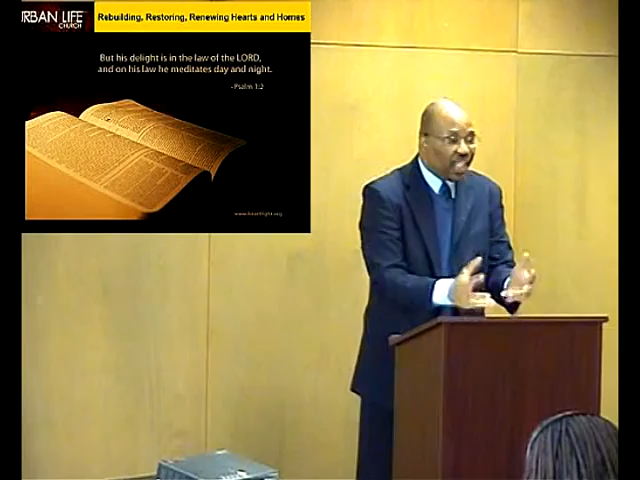 URBAN LIFE
CHURCH
Rebuilding, Restoring, Renewing Hearts and Homes
But his delight is in the law of the LORD,
and on his law he meditates day and night.
-Psalm 1:2